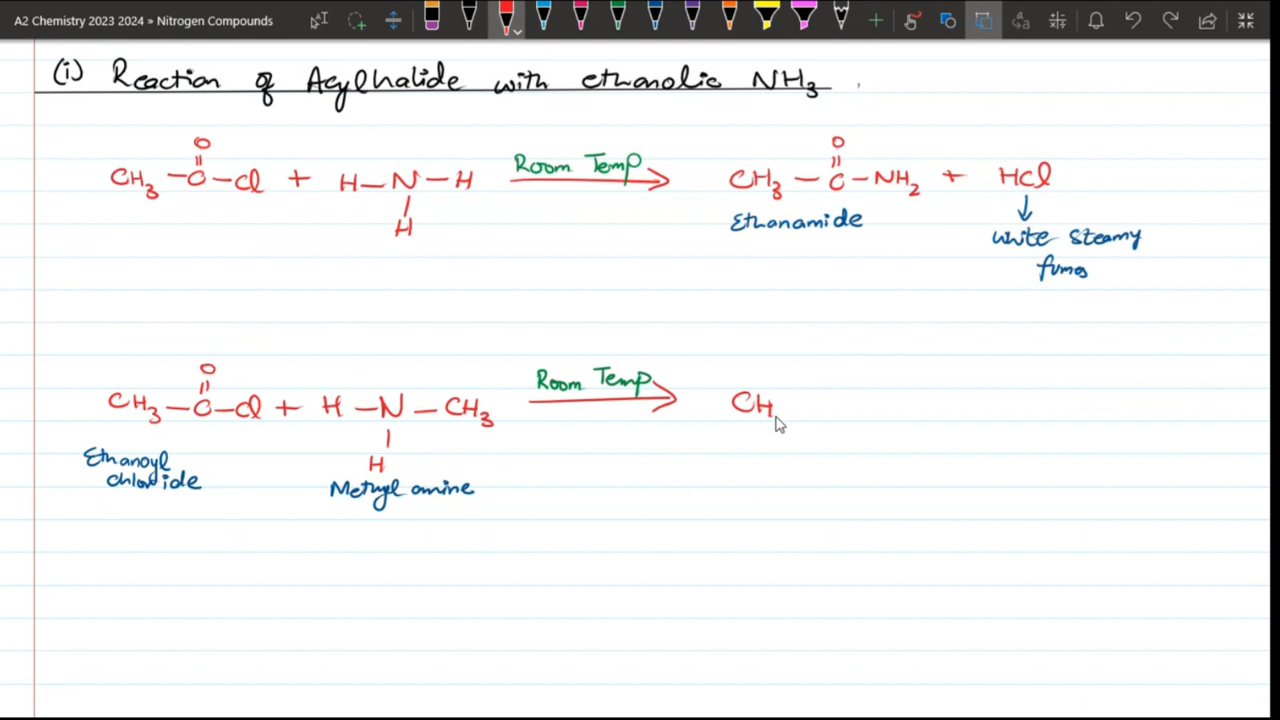 A2 Chemistry 2023 2024 » Nitrogen Compounds
(i) Reaction of Acylhalide with ethanolic NH3
O
CH3 – C – Cl + H – N – H Room Temp CH3 – C – NH2 + HCl
H
O
Ethanamide
white steamy
fumes
O
CH3 – C – Cl + H – N – CH3 Room Temp CH
H
Ethanoyl
chloride
Methyl amine